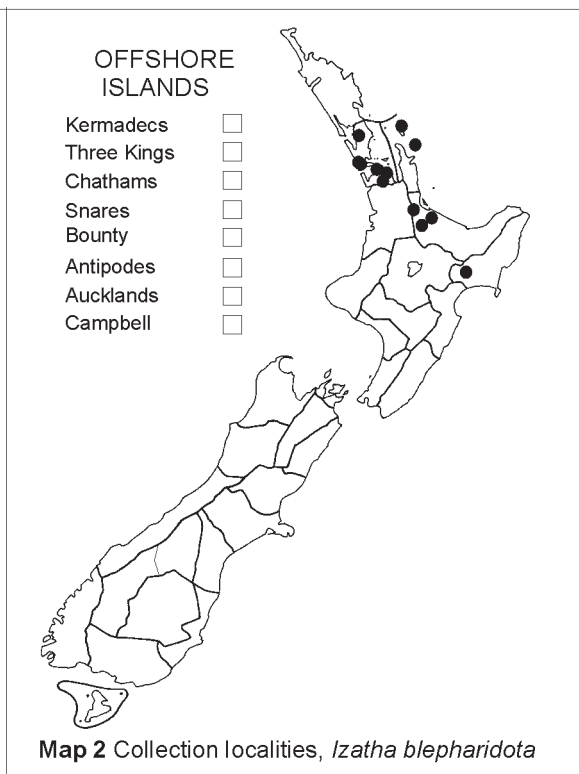 OFFSHORE
ISLANDS
Kermadecs
Three Kings
Chathams
Snares
Bounty
Antipodes
Aucklands
Campbell
Map 2 Collection localities, Izatha blepharidota